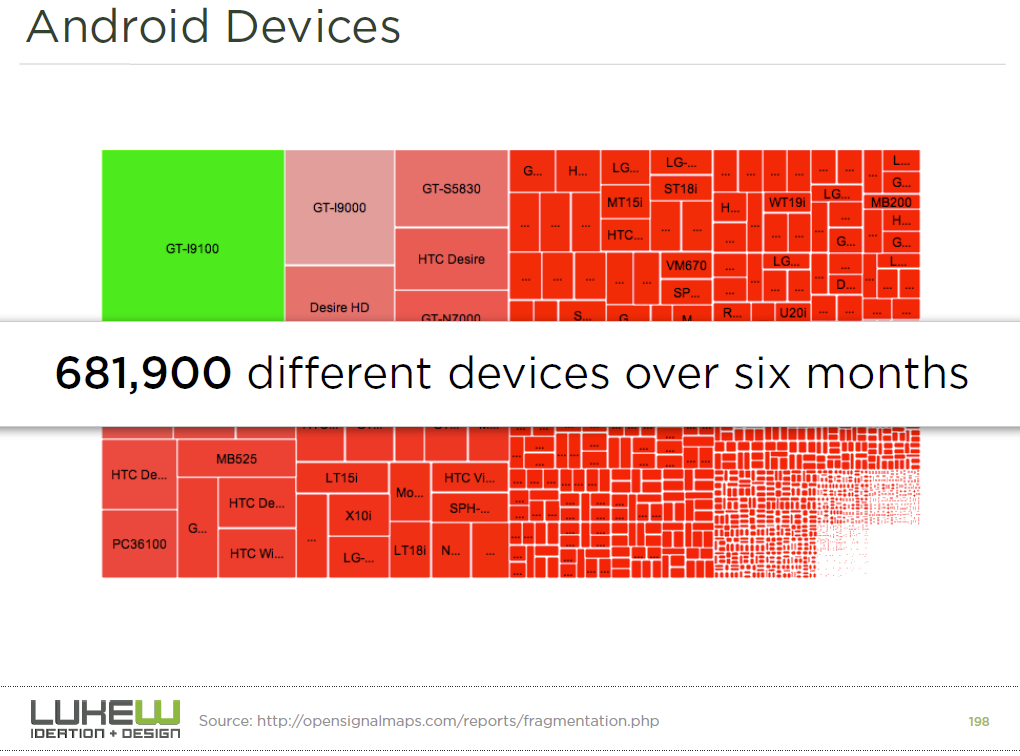 Android Devices
GT-I9100
GT-I9000
Desire HD
GT-S5830
HTC Desire
GT-N7000
G...
H...
LG...
LG-...
ST18i
MT15i
HTC...
VM670
SP...
S...
G
M
H...
WT19i
LG...
L...
G...
MB200
H...
G...
G...
LG...
L...
D...
R...
U20i
681,900 different devices over six months
HTC De...
MB525
HTC De...
G...
PC36100
HTC Wi...
LT15i
X10i
...
LG-...
Mo...
HTC Vi...
SPH-...
LT18i
N...
...
LUKEW
IDEATION + DESIGN
Source: http://opensignalmaps.com/reports/fragmentation.php
198